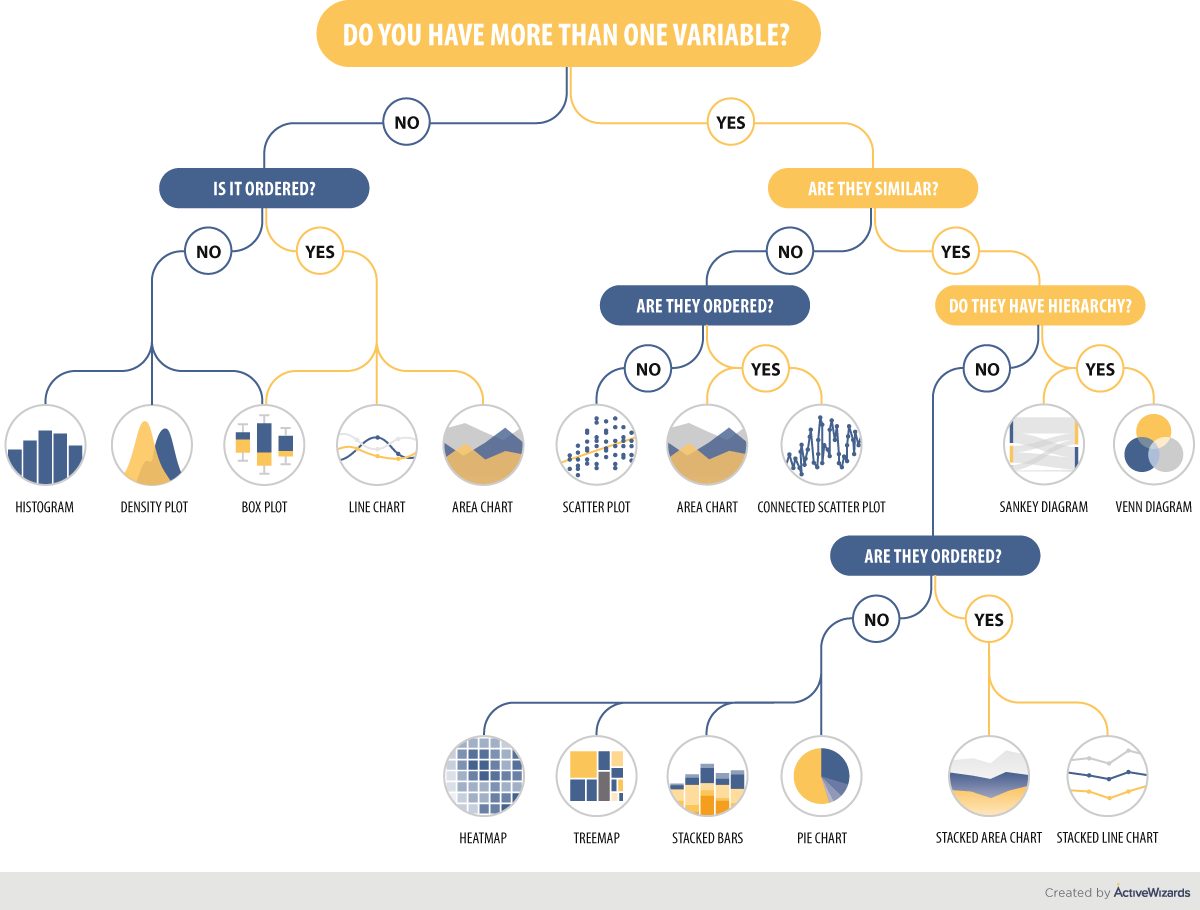 DO YOU HAVE MORE THAN ONE VARIABLE?
NO
YES
IS IT ORDERED?
ARE THEY SIMILAR?
NO
YES
NO
YES
ARE THEY ORDERED?
DO THEY HAVE HIERARCHY?
NO
YES
NO
YES
HISTOGRAM
DENSITY PLOT
BOX PLOT
LINE CHART
AREA CHART
SCATTER PLOT
AREA CHART
CONNECTED SCATTER PLOT
SANKEY DIAGRAM
VENN DIAGRAM
ARE THEY ORDERED?
NO
YES
HEATMAP
TREEMAP
STACKED BARS
PIE CHART
STACKED AREA CHART
STACKED LINE CHART
Created by ActiveWizards